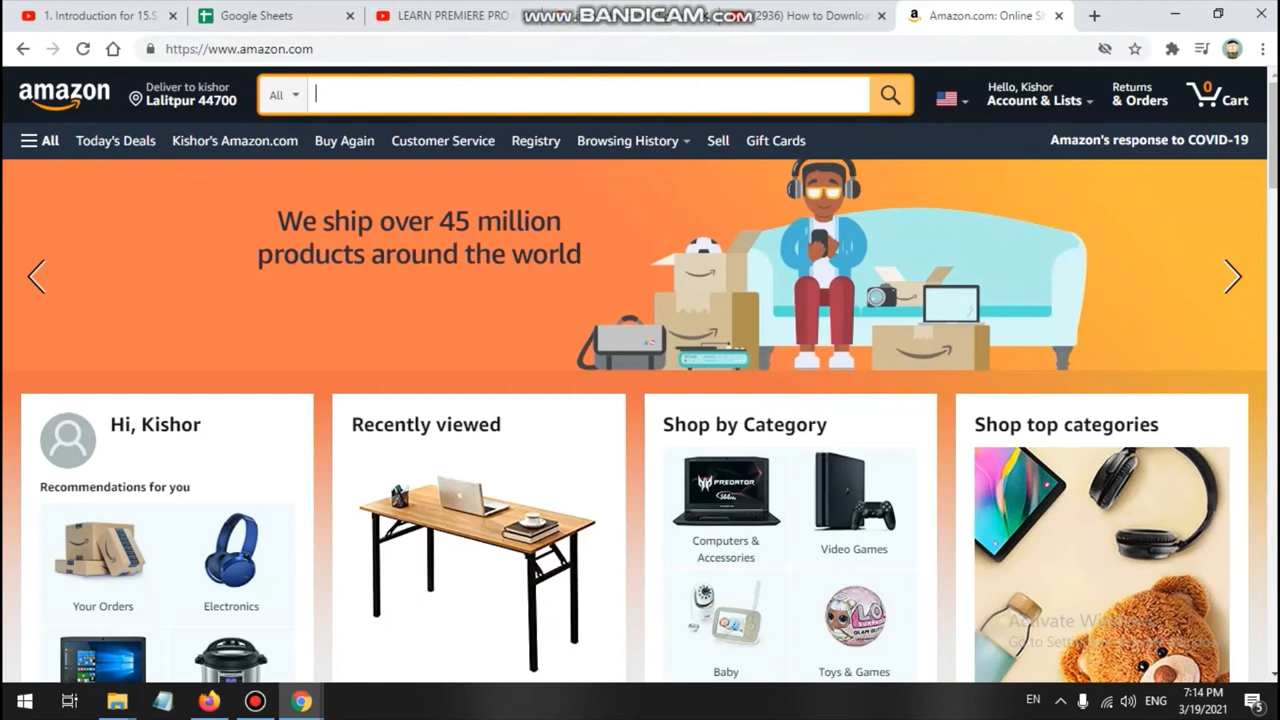 1. Introduction for 15.S
Google Sheets
LEARN PREMIERE PRO
www.BANDICAM.com
(2936) How to Downloa
Amazon.com: Online S
https://www.amazon.com
amazon
Deliver to kishor
Lalitpur 44700
All
Hello, Kishor
Account & Lists
Returns
& Orders
0
Cart
All
Today's Deals
Kishor's Amazon.com
Buy Again
Customer Service
Registry
Browsing History
Sell
Gift Cards
Amazon's response to COVID-19
We ship over 45 million
products around the world
Hi, Kishor
Recommendations for you
Your Orders
Electronics
Recently viewed
Shop by Category
PREDATOR
Computers &
Accessories
Video Games
Baby
L.O.L.
SURPRISE!
Toys & Games
Shop top categories
Activate Windows
EN
ENG
7:14 PM
3/19/2021
5